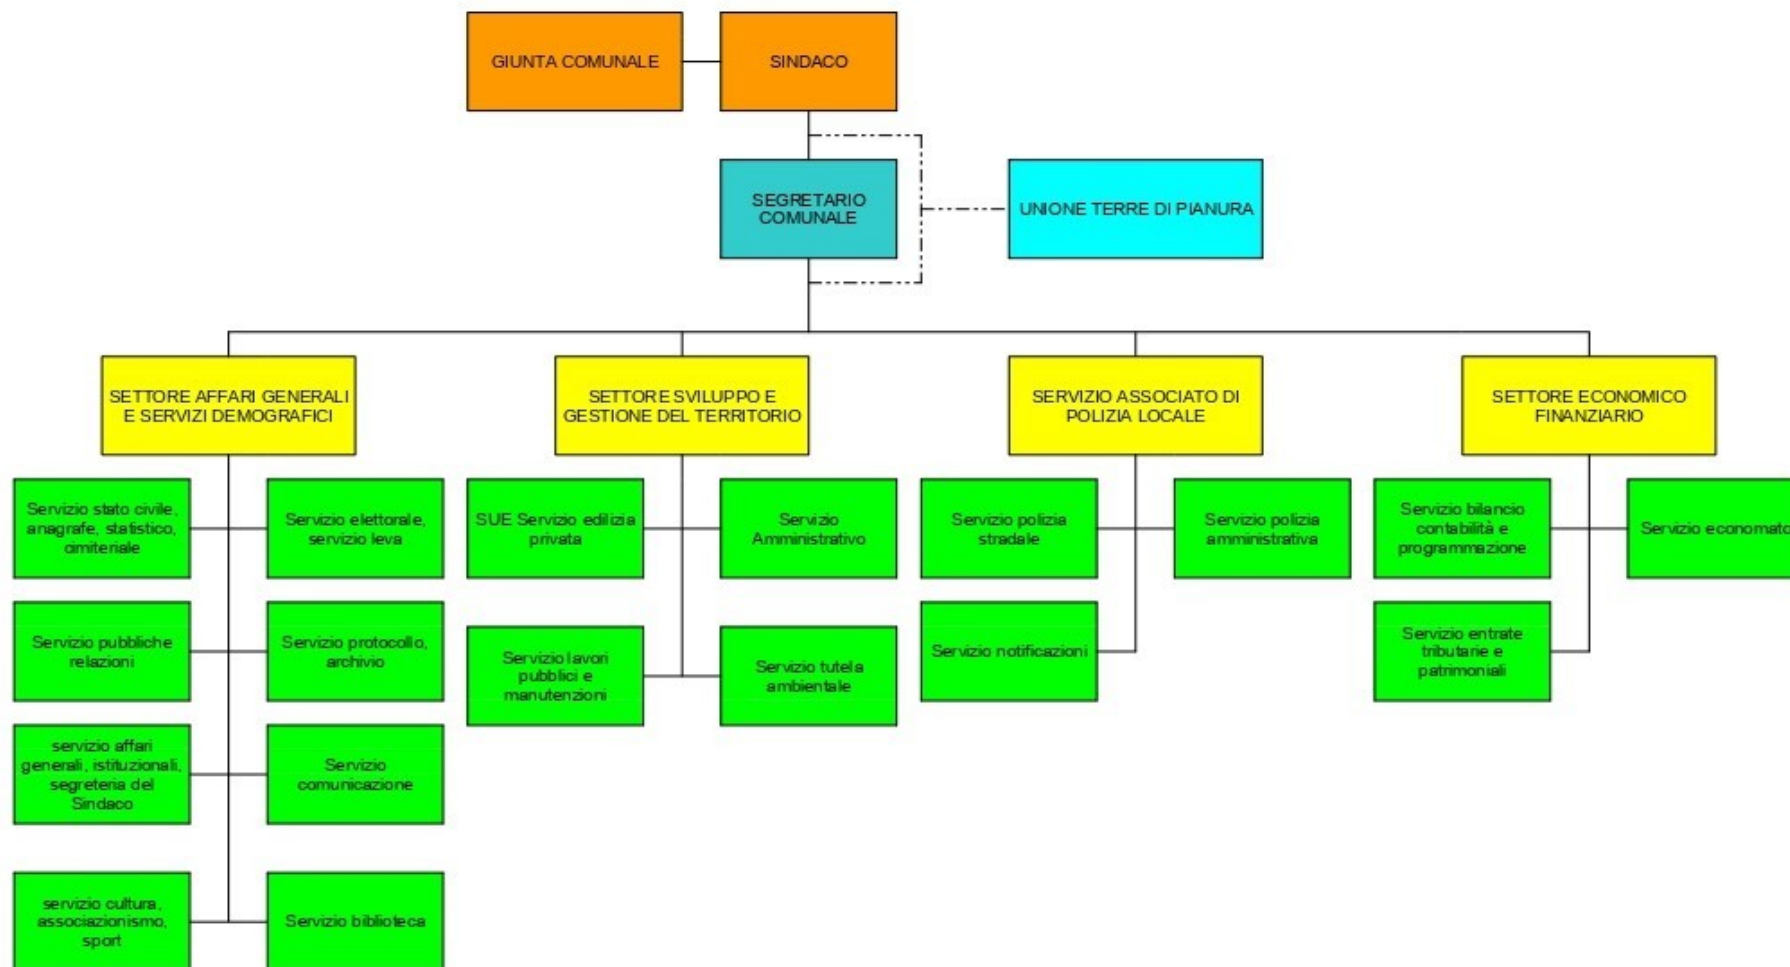 GIUNTA COMUNALE
SINDACO
SEGRETARIO
COMUNALE
UNIONE TERRE DI PIANURA
SETTORE AFFARI GENERALI
E SERVIZI DEMOGRAFICI
SETTORE SVILUPPO E
GESTIONE DEL TERRITORIO
SERVIZIO ASSOCIATO DI
POLIZIA LOCALE
SETTORE ECONOMICO
FINANZIARIO
Servizio stato civile,
anagrafe, statistico,
cimiteriale
Servizio elettorale,
servizio leva
SUE Servizio edilizia
privata
Servizio
Amministrativo
Servizio polizia
stradale
Servizio polizia
amministrativa
Servizio bilancio
contabilità e
programmazione
Servizio economato
Servizio pubbliche
relazioni
Servizio protocollo,
archivio
Servizio lavori
pubblici e
manutenzioni
Servizio tutela
ambientale
Servizio notificazioni
Servizio entrate
tributarie e
patrimoniali
servizio affari
generali, istituzionali,
segreteria del
Sindaco
Servizio
comunicazione
servizio cultura,
associazionismo,
sport
Servizio biblioteca